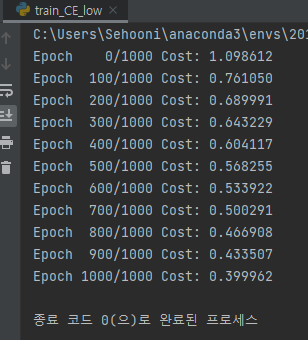 train_CE_low
C:\Users\Sehooni\anaconda3\envs\201
Epoch    0/1000 Cost: 1.098612
Epoch  100/1000 Cost: 0.761050
Epoch  200/1000 Cost: 0.689991
Epoch  300/1000 Cost: 0.643229
Epoch  400/1000 Cost: 0.604117
Epoch  500/1000 Cost: 0.568255
Epoch  600/1000 Cost: 0.533922
Epoch  700/1000 Cost: 0.500291
Epoch  800/1000 Cost: 0.466908
Epoch  900/1000 Cost: 0.433507
Epoch 1000/1000 Cost: 0.399962
종료 코드 0(으)로 완료된 프로세스